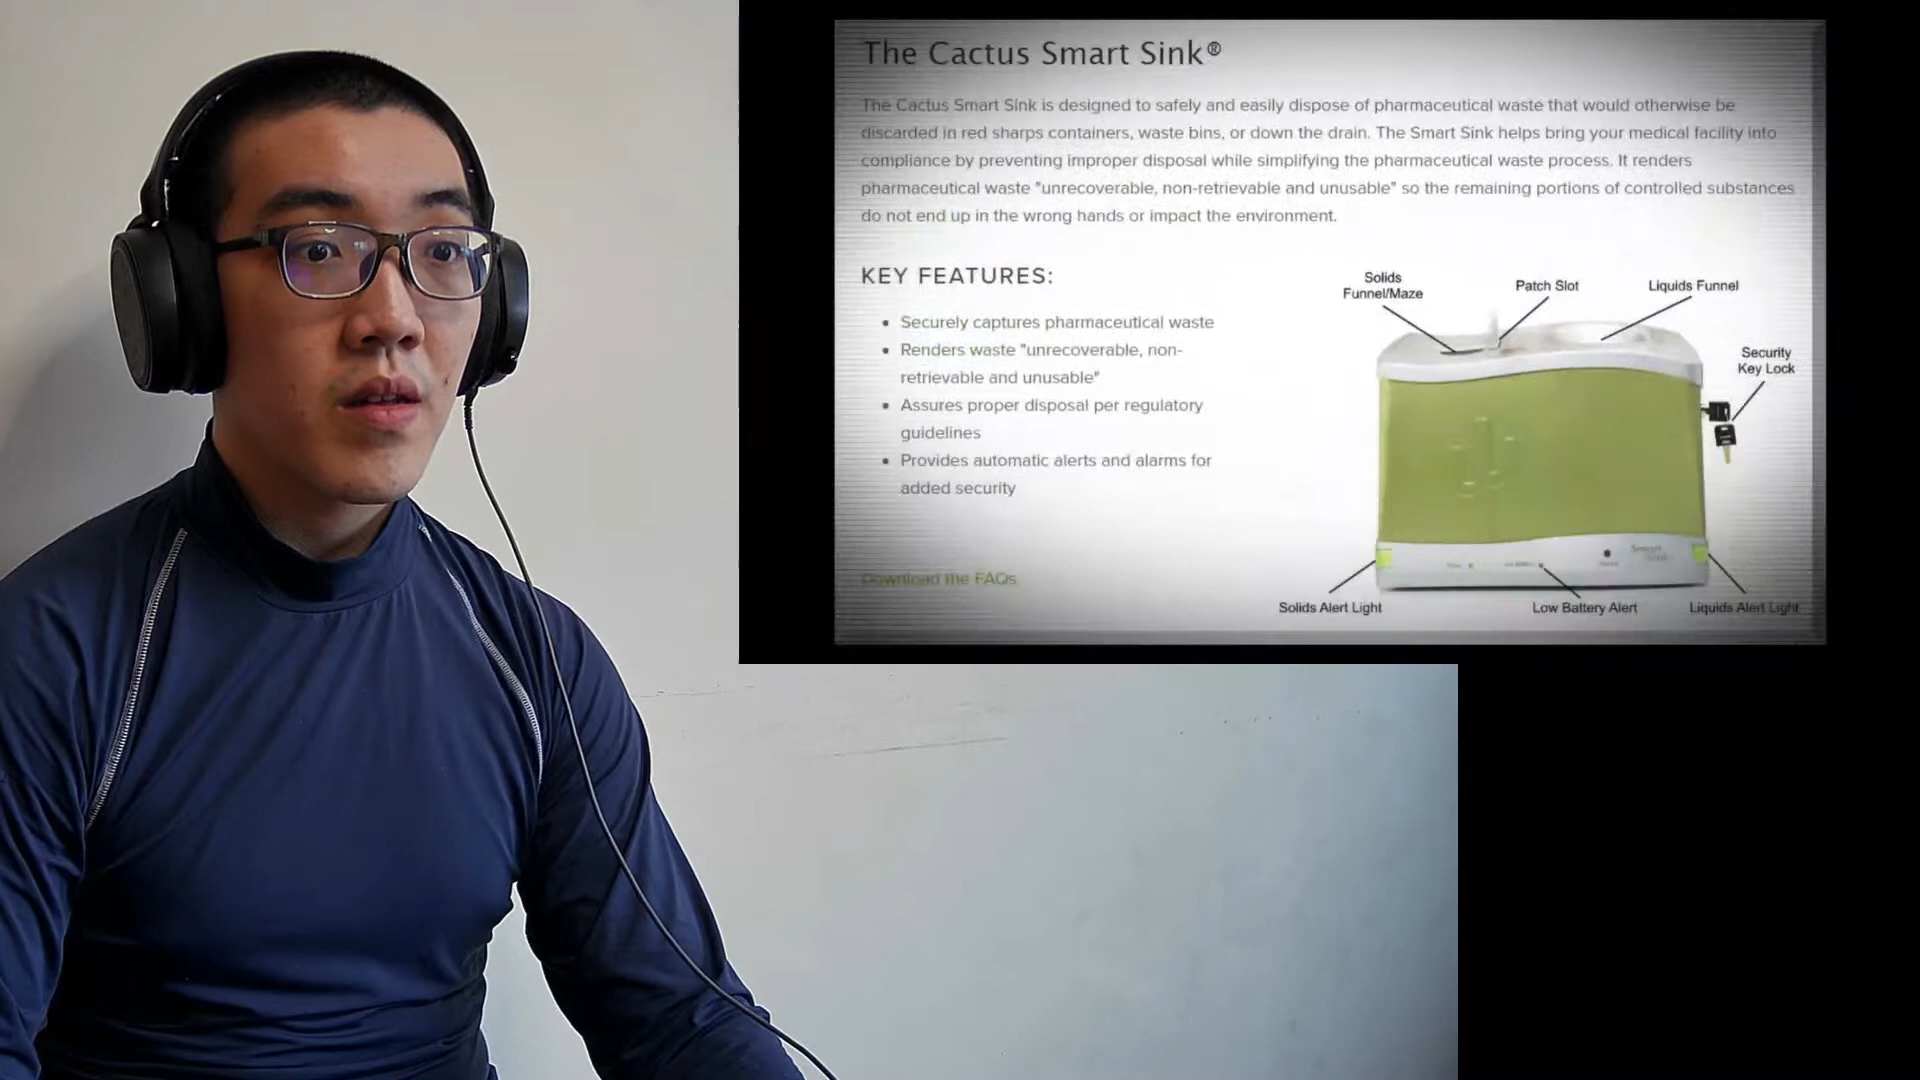 The Cactus Smart Sink®
The Cactus Smart Sink is designed to safely and easily dispose of pharmaceutical waste that would otherwise be
discarded in red sharps containers, waste bins, or down the drain. The Smart Sink helps bring your medical facility into
compliance by preventing improper disposal while simplifying the pharmaceutical waste process. It renders
pharmaceutical waste "unrecoverable, non-retrievable and unusable" so the remaining portions of controlled substances
do not end up in the wrong hands or impact the environment.
KEY FEATURES:
• Securely captures pharmaceutical waste
• Renders waste "unrecoverable, non-
retrievable and unusable"
• Assures proper disposal per regulatory
guidelines
• Provides automatic alerts and alarms for
added security
Download the FAQs
Solids
Funnel/Maze
Patch Slot
Liquids Funnel
Security
Key Lock
Smart
Sink
Solids Alert Light
Low Battery Alert
Liquids Alert Light